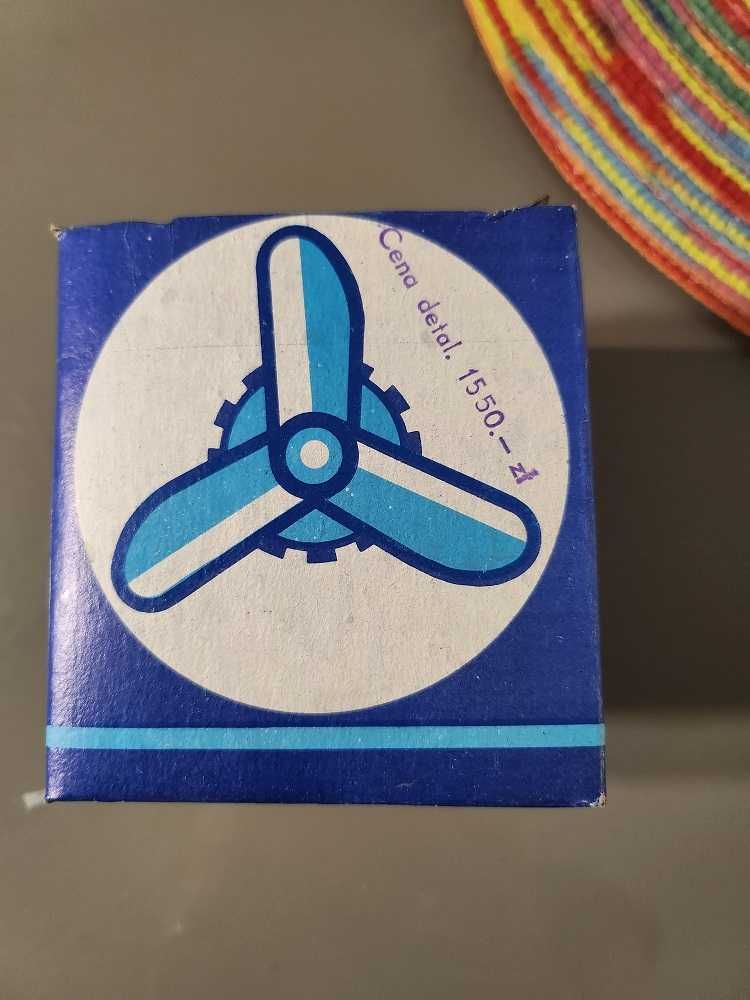 Cena detal. 1550.- zł